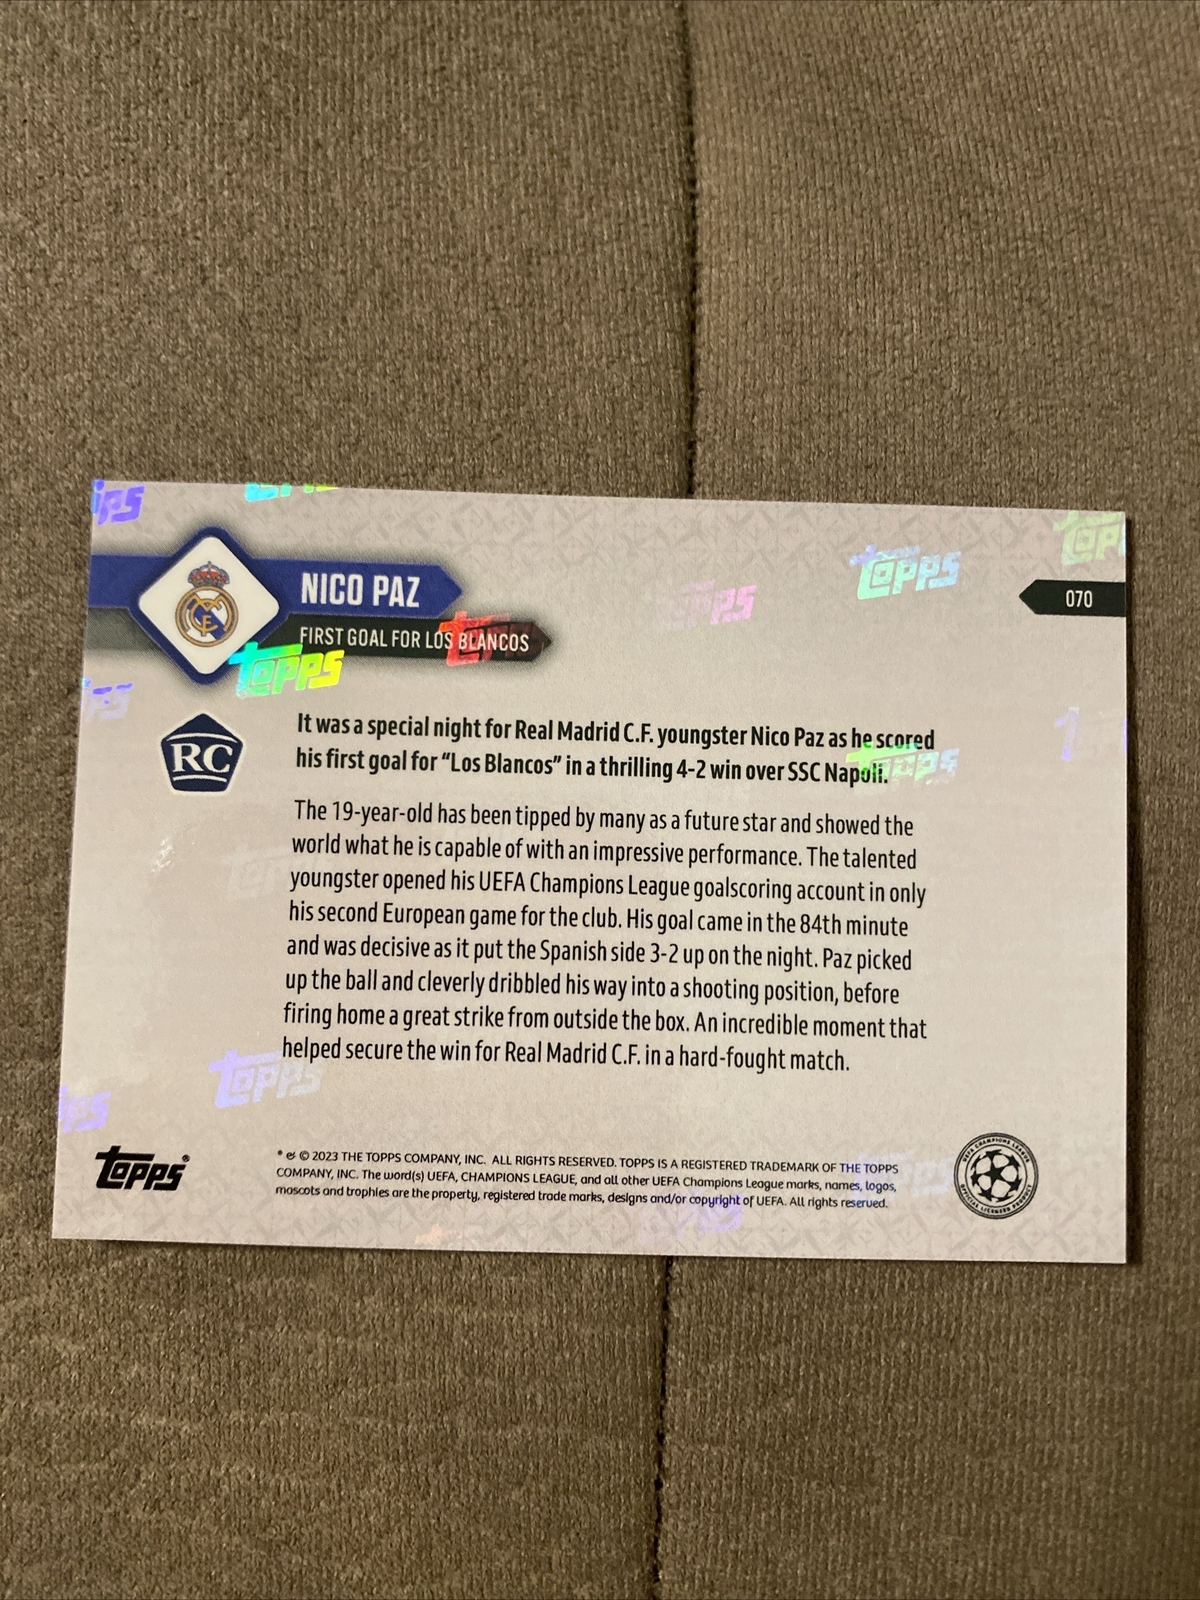 NICO PAZ
FIRST GOAL FOR LOS BLANCOS
070
RC
It was a special night for Real Madrid C.F. youngster Nico Paz as he scored
his first goal for “Los Blancos” in a thrilling 4-2 win over SSC Napoli.
The 19-year-old has been tipped by many as a future star and showed the
world what he is capable of with an impressive performance. The talented
youngster opened his UEFA Champions League goalscoring account in only
his second European game for the club. His goal came in the 84th minute
and was decisive as it put the Spanish side 3-2 up on the night. Paz picked
up the ball and cleverly dribbled his way into a shooting position, before
firing home a great strike from outside the box. An incredible moment that
helped secure the win for Real Madrid C.F. in a hard-fought match.
Topps®
© 2023 THE TOPPS COMPANY, INC. ALL RIGHTS RESERVED. TOPPS IS A REGISTERED TRADEMARK OF THE TOPPS
COMPANY, INC. The word(s) UEFA, CHAMPIONS LEAGUE, and all other UEFA Champions League marks, names, logos,
mascots and trophies are the property, registered trade marks, designs and/or copyright of UEFA. All rights reserved.
UEFA CHAMPIONS LEAGUE
OFFICIAL LICENSED PRODUCT